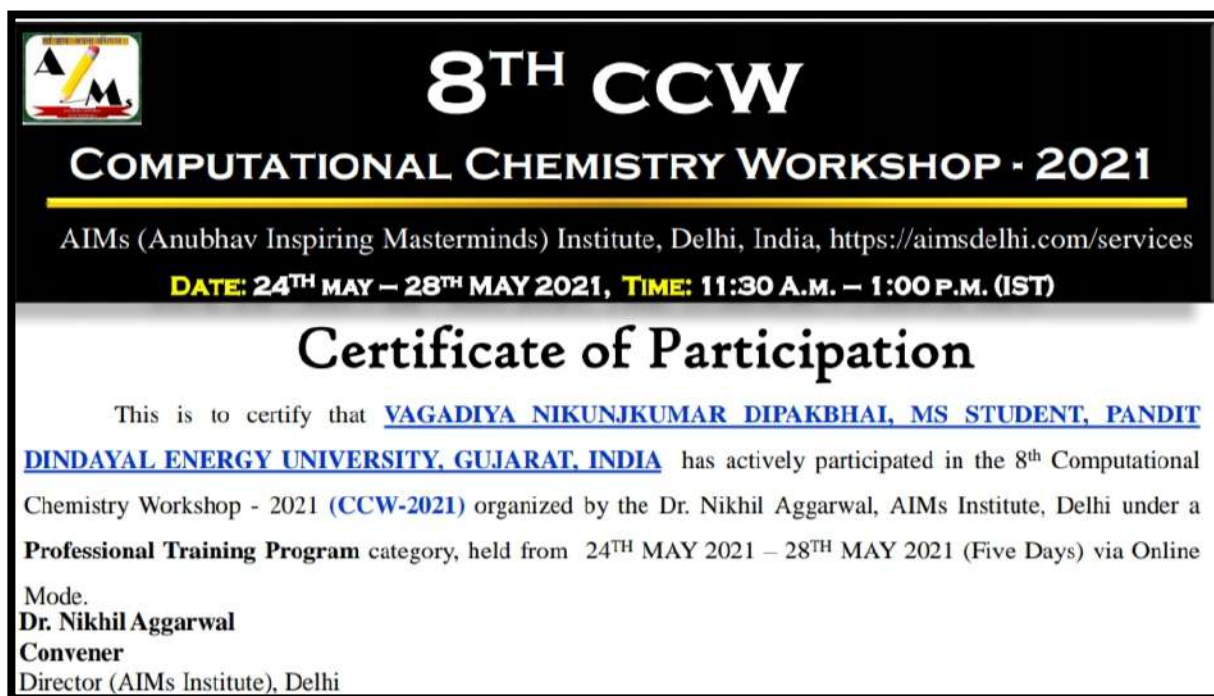 A M s
8TH CCW
COMPUTATIONAL CHEMISTRY WORKSHOP - 2021
AIMs (Anubhav Inspiring Masterminds) Institute, Delhi, India, https://aimsdelhi.com/services
DATE: 24TH MAY – 28TH MAY 2021, TIME: 11:30 A.M. – 1:00 P.M. (IST)
Certificate of Participation
This is to certify that VAGADIYA NIKUNJKUMAR DIPAKBHAI, MS STUDENT, PANDIT
DINDAYAL ENERGY UNIVERSITY, GUJARAT, INDIA has actively participated in the 8th Computational
Chemistry Workshop - 2021 (CCW-2021) organized by the Dr. Nikhil Aggarwal, AIMs Institute, Delhi under a
Professional Training Program category, held from 24TH MAY 2021 – 28TH MAY 2021 (Five Days) via Online
Mode.
Dr. Nikhil Aggarwal
Convener
Director (AIMs Institute), Delhi